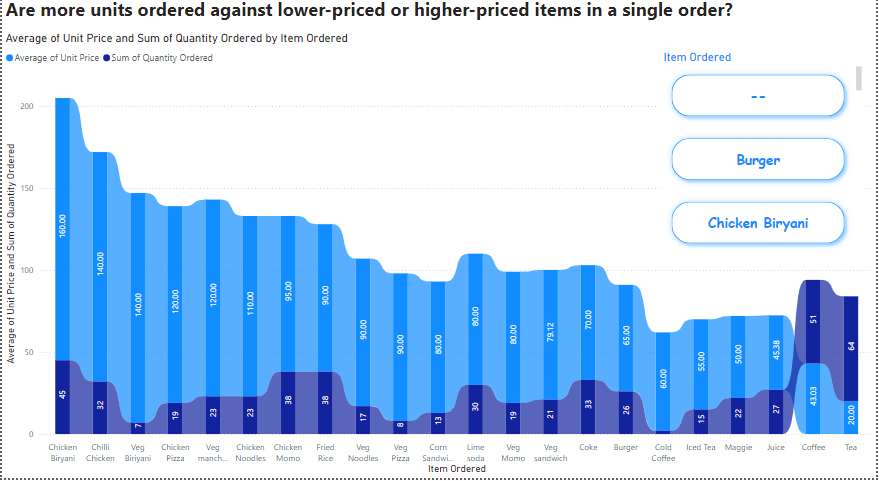 Are more units ordered against lower-priced or higher-priced items in a single order?
Average of Unit Price and Sum of Quantity Ordered by Item Ordered
Average of Unit Price Sum of Quantity Ordered
Item Ordered
--
Burger
Chicken Biryani
Average of Unit Price and Sum of Quantity Ordered
200
150
100
50
0
160.00 140.00 140.00 120.00 120.00 110.00 95.00 90.00 90.00 90.00 80.00 80.00 80.00 79.12 70.00 65.00 60.00 55.00 50.00 45.38 51 64
45 32 7 19 23 23 38 38 17 8 13 30 19 21 33 26 2 15 22 27 43.03 20.00
Chicken Chilli Veg Chicken Veg Chicken Chicken Fried Veg Veg Corn Lime Veg Veg Coke Burger Cold Iced Tea Maggie Juice Coffee Tea
Biryani Chicken Biryani Pizza manch... Noodles Momo Rice Noodles Pizza Sandwi... soda Momo sandwich Coffee
Item Ordered